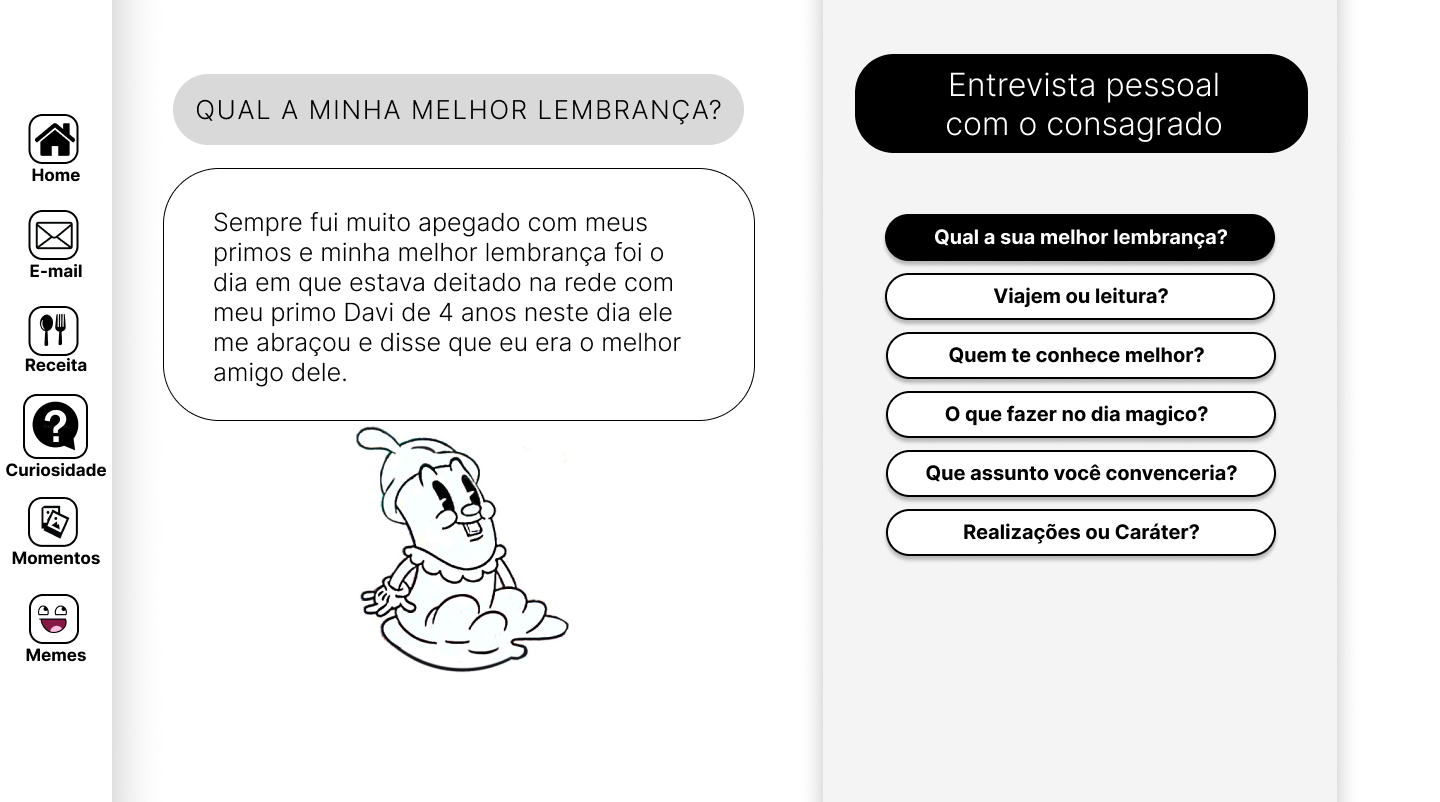 Home
E-mail
Receita
Curiosidade
Momentos
Memes
QUAL A MINHA MELHOR LEMBRANÇA?
Sempre fui muito apegado com meus
primos e minha melhor lembrança foi o
dia em que estava deitado na rede com
meu primo Davi de 4 anos neste dia ele
me abraçou e disse que eu era o melhor
amigo dele.
Entrevista pessoal
com o consagrado
Qual a sua melhor lembrança?
Viajem ou leitura?
Quem te conhece melhor?
O que fazer no dia magico?
Que assunto você convenceria?
Realizações ou Caráter?